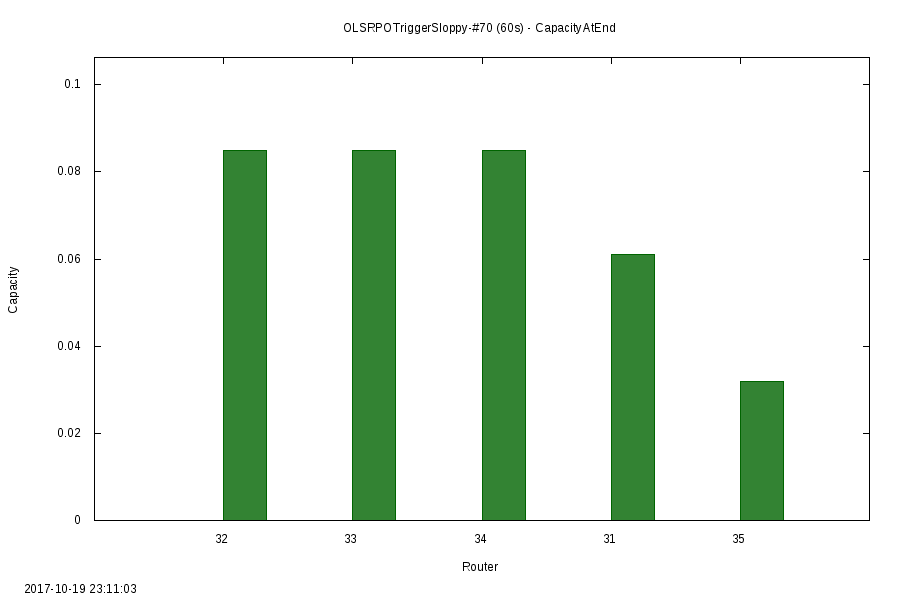 OLSRPOTriggerSloppy-#70 (60s) - CapacityAtEnd
0.1
0.08
0.06
0.04
0.02
0
Capacity
32 33 34 31 35
Router
2017-10-19 23:11:03